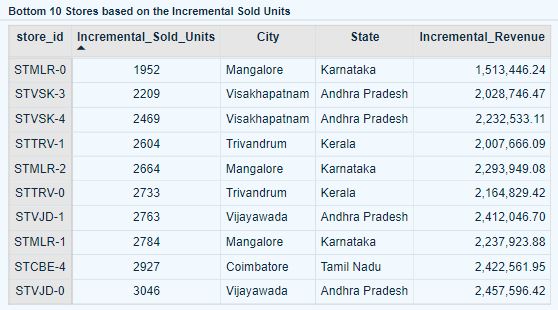 Bottom 10 Stores based on the Incremental Sold Units
store_id Incremental_Sold_Units City State Incremental_Revenue
STMLR-0 1952 Mangalore Karnataka 1,513,446.24
STVSK-3 2209 Visakhapatnam Andhra Pradesh 2,028,746.47
STVSK-4 2469 Visakhapatnam Andhra Pradesh 2,232,533.11
STTRV-1 2604 Trivandrum Kerala 2,007,666.09
STMLR-2 2664 Mangalore Karnataka 2,293,949.08
STTRV-0 2733 Trivandrum Kerala 2,164,829.42
STVJD-1 2763 Vijayawada Andhra Pradesh 2,412,046.70
STMLR-1 2784 Mangalore Karnataka 2,237,923.88
STCBE-4 2927 Coimbatore Tamil Nadu 2,422,561.95
STVJD-0 3046 Vijayawada Andhra Pradesh 2,457,596.42